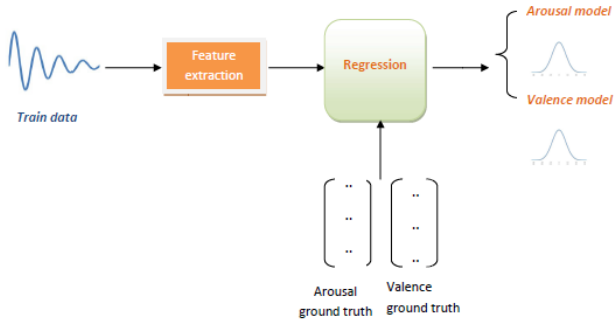 Arousal model
Feature
extraction
Regression
Valence model
Train data
Arousal
ground truth
Valence
ground truth